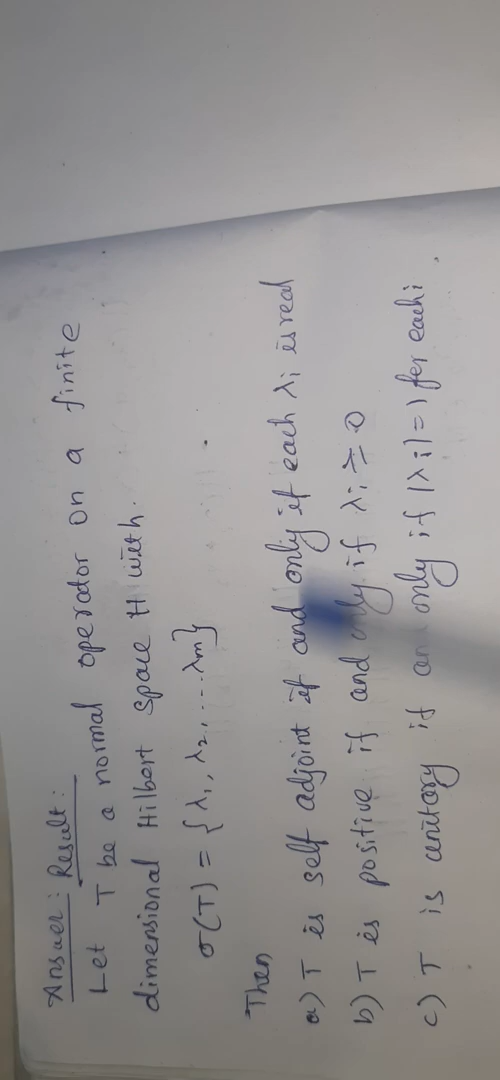 Answer: Result:
Let T be a normal operator on a finite
dimensional Hilbert space H with.
σ(T) = {λ1, λ2, ... λm}
Then
a) T is self adjoint if and only if each λi is real
b) T is positive if and only if λi ≥ 0
c) T is unitary if and only if |λi| = 1 for each i